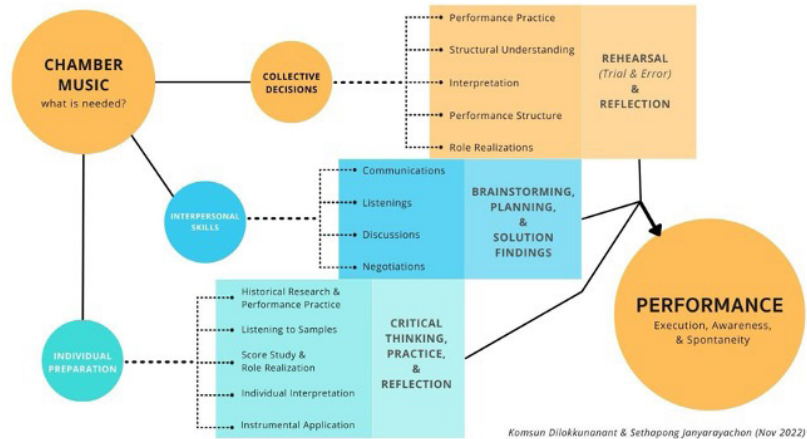 CHAMBER
MUSIC
what is needed?
COLLECTIVE
DECISIONS
Performance Practice
Structural Understanding
Interpretation
Performance Structure
Role Realizations
REHEARSAL
(Trial & Error)
&
REFLECTION
INTERPERSONAL
SKILLS
Communications
Listenings
Discussions
Negotiations
BRAINSTORMING,
PLANNING,
&
SOLUTION
FINDINGS
INDIVIDUAL
PREPARATION
Historical Research &
Performance Practice
Listening to Samples
Score Study &
Role Realization
Individual Interpretation
Instrumental Application
CRITICAL
THINKING,
PRACTICE,
&
REFLECTION
PERFORMANCE
Execution, Awareness,
& Spontaneity
Komsun Dilokkunanant & Sethapong Janyarayachon (Nov 2022)